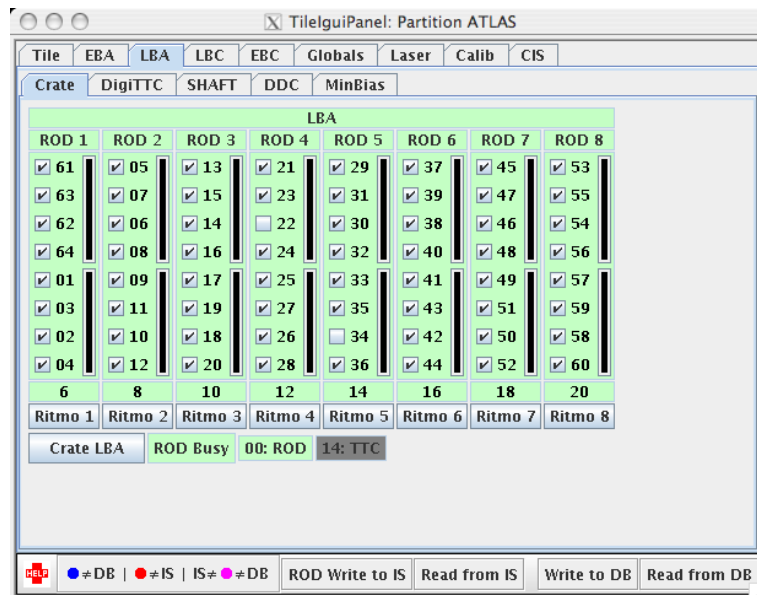 TileIguiPanel: Partition ATLAS
Tile EBA LBA LBC EBC Globals Laser Calib CIS
Crate DigiTTC SHAFT DDC MinBias
LBA
ROD 1 ROD 2 ROD 3 ROD 4 ROD 5 ROD 6 ROD 7 ROD 8
61 05 13 21 29 37 45 53
63 07 15 23 31 39 47 55
62 06 14 22 30 38 46 54
64 08 16 24 32 40 48 56
01 09 17 25 33 41 49 57
03 11 19 27 35 43 51 59
02 10 18 26 34 42 50 58
04 12 20 28 36 44 52 60
6 8 10 12 14 16 18 20
Ritmo 1 Ritmo 2 Ritmo 3 Ritmo 4 Ritmo 5 Ritmo 6 Ritmo 7 Ritmo 8
Crate LBA ROD Busy 00: ROD 14: TTC
HELP ≠DB | ≠IS | IS≠ ≠DB ROD Write to IS Read from IS Write to DB Read from DB